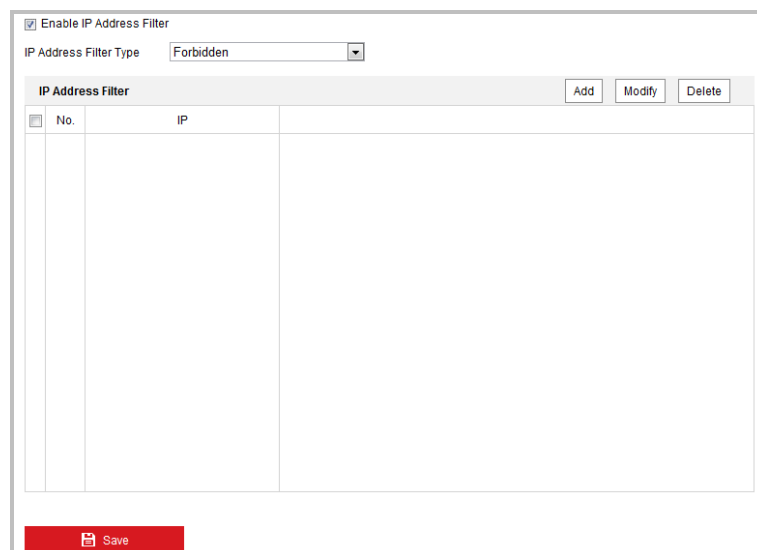 Enable IP Address Filter
IP Address Filter Type Forbidden
IP Address Filter Add Modify Delete
No. IP
Save